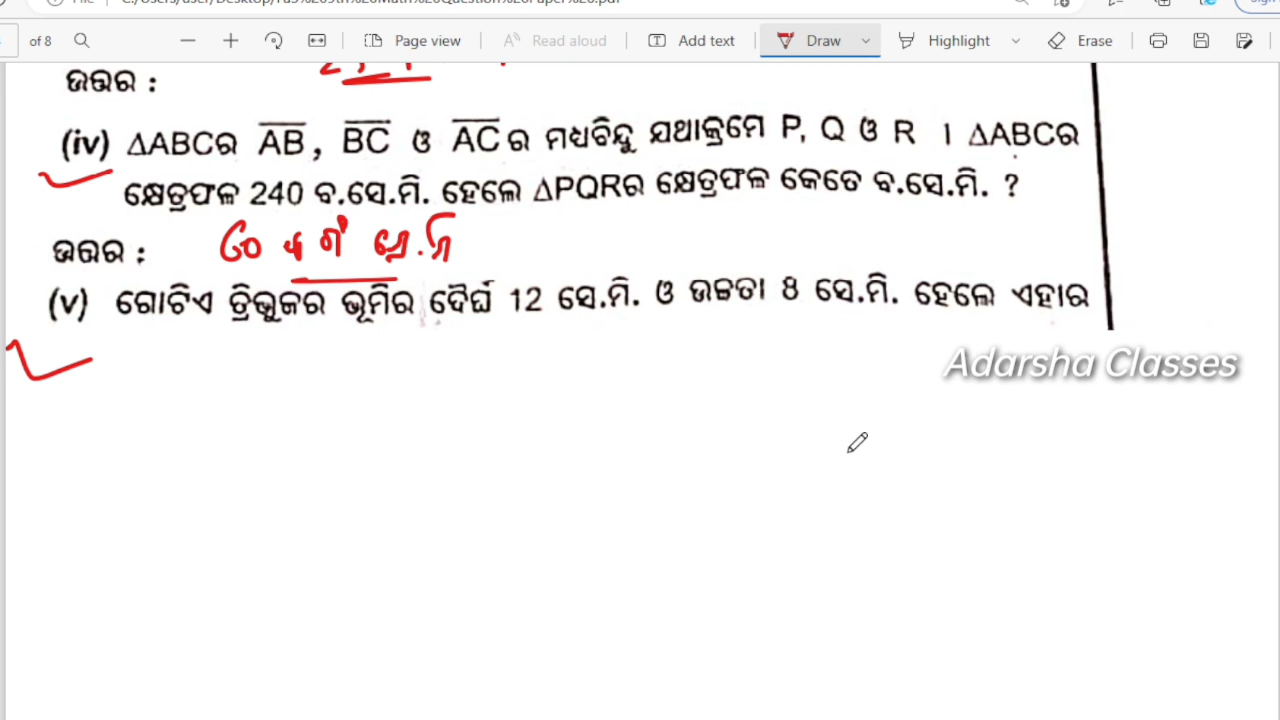 of 8
Page view
Read aloud
Add text
Draw
Highlight
Erase
ଉତ୍ତର :
(iv) ΔABCର AB, BC ଓ ACର ମଧ୍ୟବିନ୍ଦୁ ଯଥାକ୍ରମେ P, Q ଓ R । ΔABCର
କ୍ଷେତ୍ରଫଳ 240 ବ.ସେ.ମି. ହେଲେ ΔPQRର କ୍ଷେତ୍ରଫଳ କେତେ ବ.ସେ.ମି. ?
ଉତ୍ତର : ୬୦ ବର୍ଗ ସେ.ମି
(v) ଗୋଟିଏ ତ୍ରିଭୁଜର ଭୂମିର ଦୈର୍ଘ 12 ସେ.ମି. ଓ ଉଚ୍ଚତା 8 ସେ.ମି. ହେଲେ ଏହାର
Adarsha Classes